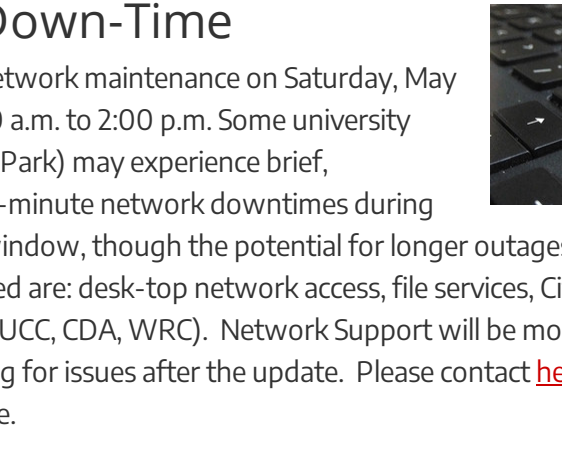 Down-Time
etwork maintenance on Saturday, May
a.m. to 2:00 p.m. Some university
Park) may experience brief,
-minute network downtimes during
indow, though the potential for longer outages
ed are: desk-top network access, file services, Ci
UCC, CDA, WRC). Network Support will be mo
g for issues after the update. Please contact he
e.